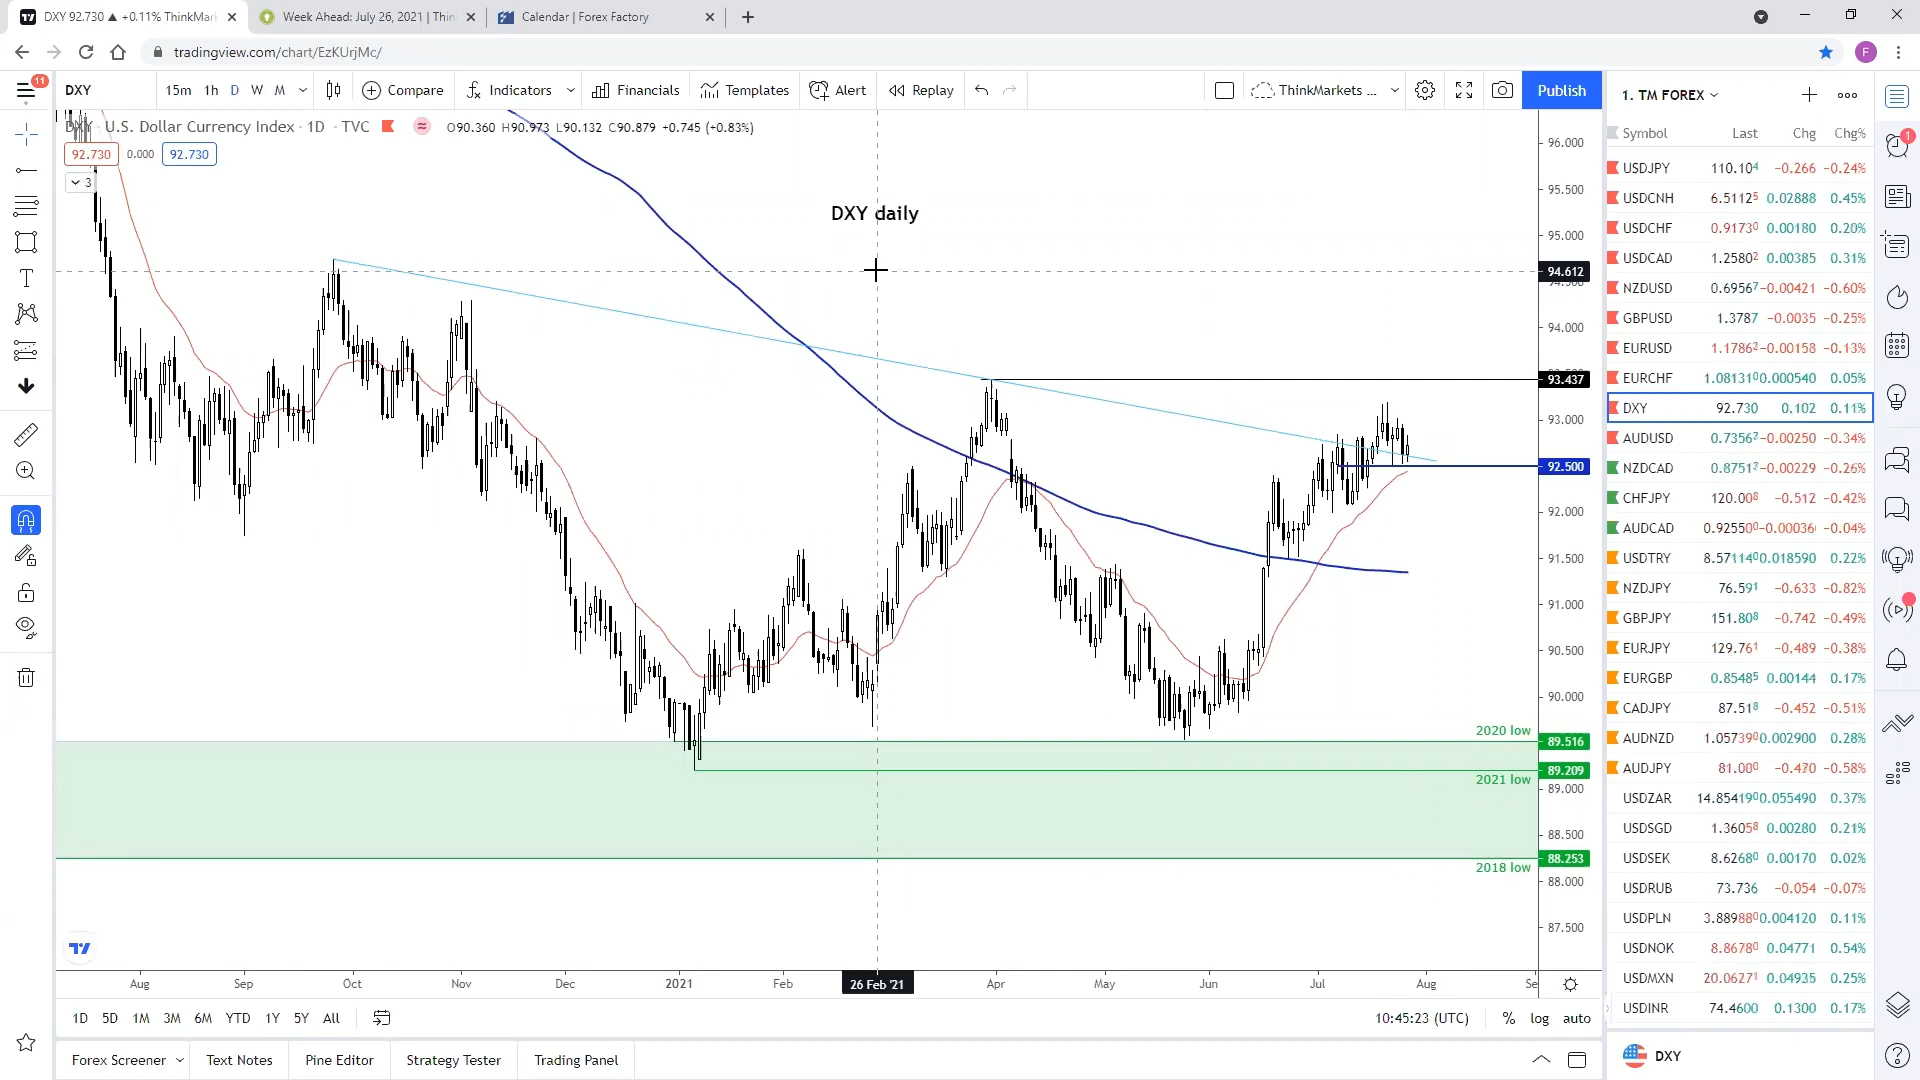 DXY 92.730 ▲ +0.11% ThinkMar
Week Ahead: July 26, 2021 | Thin
Calendar | Forex Factory
tradingview.com/chart/EzKUrjMc/
F
11
DXY
15m 1h D W M
Compare
Indicators
Financials
Templates
Alert
Replay
ThinkMarkets ...
Publish
DXY · U.S. Dollar Currency Index · 1D · TVC
O90.360 H90.973 L90.132 C90.879 +0.745 (+0.83%)
92.730 0.000 92.730
3
DXY daily
96.000
95.500
95.000
94.612
94.500
94.000
93.437
93.000
92.500
92.000
91.500
91.000
90.500
90.000
2020 low
89.516
89.209
2021 low
89.000
88.500
88.253
2018 low
88.000
87.500
Aug Sep Oct Nov Dec 2021 Feb 26 Feb '21 Apr May Jun Jul Aug Se
1D 5D 1M 3M 6M YTD 1Y 5Y All
10:45:23 (UTC) % log auto
Forex Screener Text Notes Pine Editor Strategy Tester Trading Panel
1. TM FOREX
Symbol Last Chg Chg%
USDJPY 110.104 −0.266 −0.24%
USDCNH 6.51125 0.02888 0.45%
USDCHF 0.91730 0.00180 0.20%
USDCAD 1.25802 0.00385 0.31%
NZDUSD 0.69567 −0.00421 −0.60%
GBPUSD 1.3787 −0.0035 −0.25%
EURUSD 1.17862 −0.00158 −0.13%
EURCHF 1.08131 0.000540 0.05%
DXY 92.730 0.102 0.11%
AUDUSD 0.73567 −0.00250 −0.34%
NZDCAD 0.87512 −0.00229 −0.26%
CHFJPY 120.008 −0.512 −0.42%
AUDCAD 0.92550 −0.00036 −0.04%
USDTRY 8.57114 0.018590 0.22%
NZDJPY 76.591 −0.633 −0.82%
GBPJPY 151.808 −0.742 −0.49%
EURJPY 129.761 −0.489 −0.38%
EURGBP 0.85485 0.00144 0.17%
CADJPY 87.518 −0.452 −0.51%
AUDNZD 1.05739 0.002900 0.28%
AUDJPY 81.080 −0.470 −0.58%
USDZAR 14.85419 0.055490 0.37%
USDSGD 1.36058 0.00280 0.21%
USDSEK 8.62680 0.00170 0.02%
USDRUB 73.736 −0.054 −0.07%
USDPLN 3.88988 0.004120 0.11%
USDNOK 8.86780 0.04771 0.54%
USDMXN 20.06271 0.04935 0.25%
USDINR 74.4600 0.1300 0.17%
DXY
1